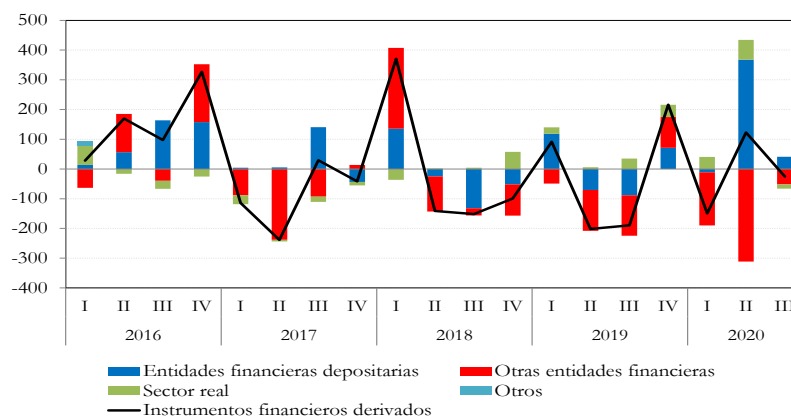 500
400
300
200
100
0
-100
-200
-300
-400
I II III IV I II III IV I II III IV I II III IV I II III
2016 2017 2018 2019 2020
Entidades financieras depositarias Otras entidades financieras
Sector real Otros
Instrumentos financieros derivados